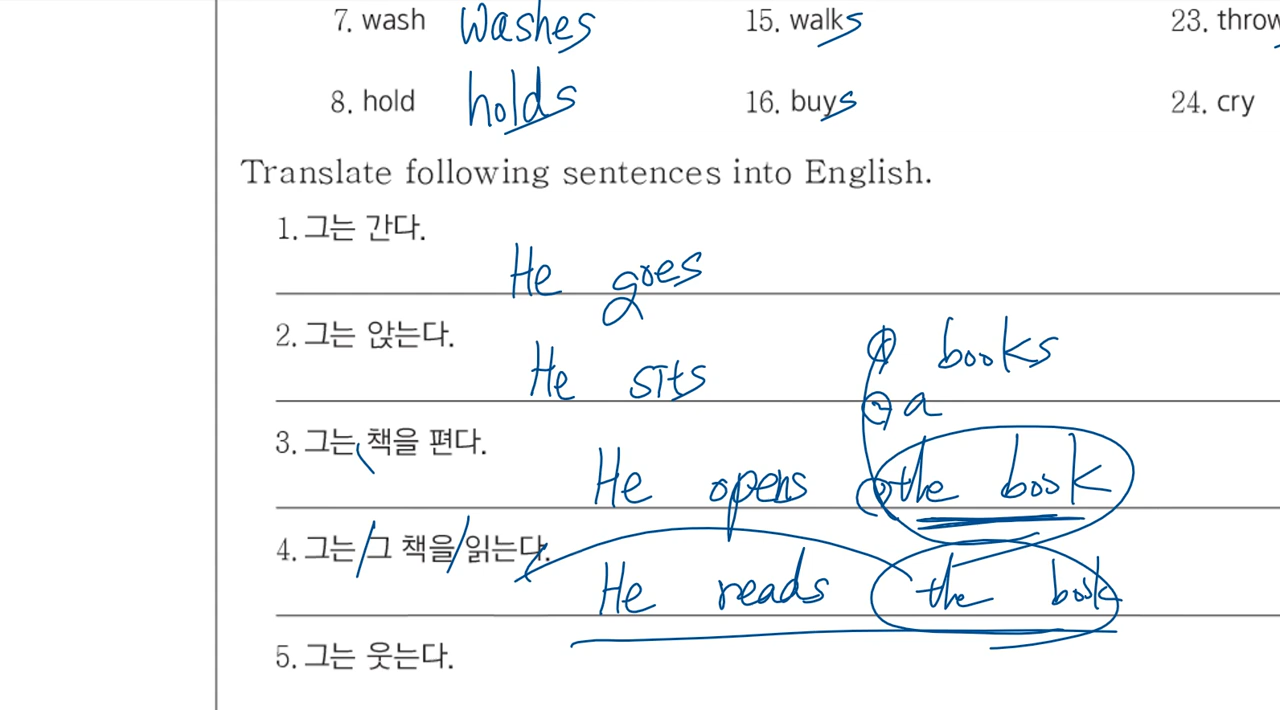 7. wash washes 15. walks 23. throw
8. hold holds 16. buys 24. cry
Translate following sentences into English.
1. 그는 간다.
He goes
2. 그는 앉는다.
books
He sits
a
3. 그는 책을 편다.
He opens the book
4. 그는 그 책을 읽는다.
He reads the book
5. 그는 웃는다.